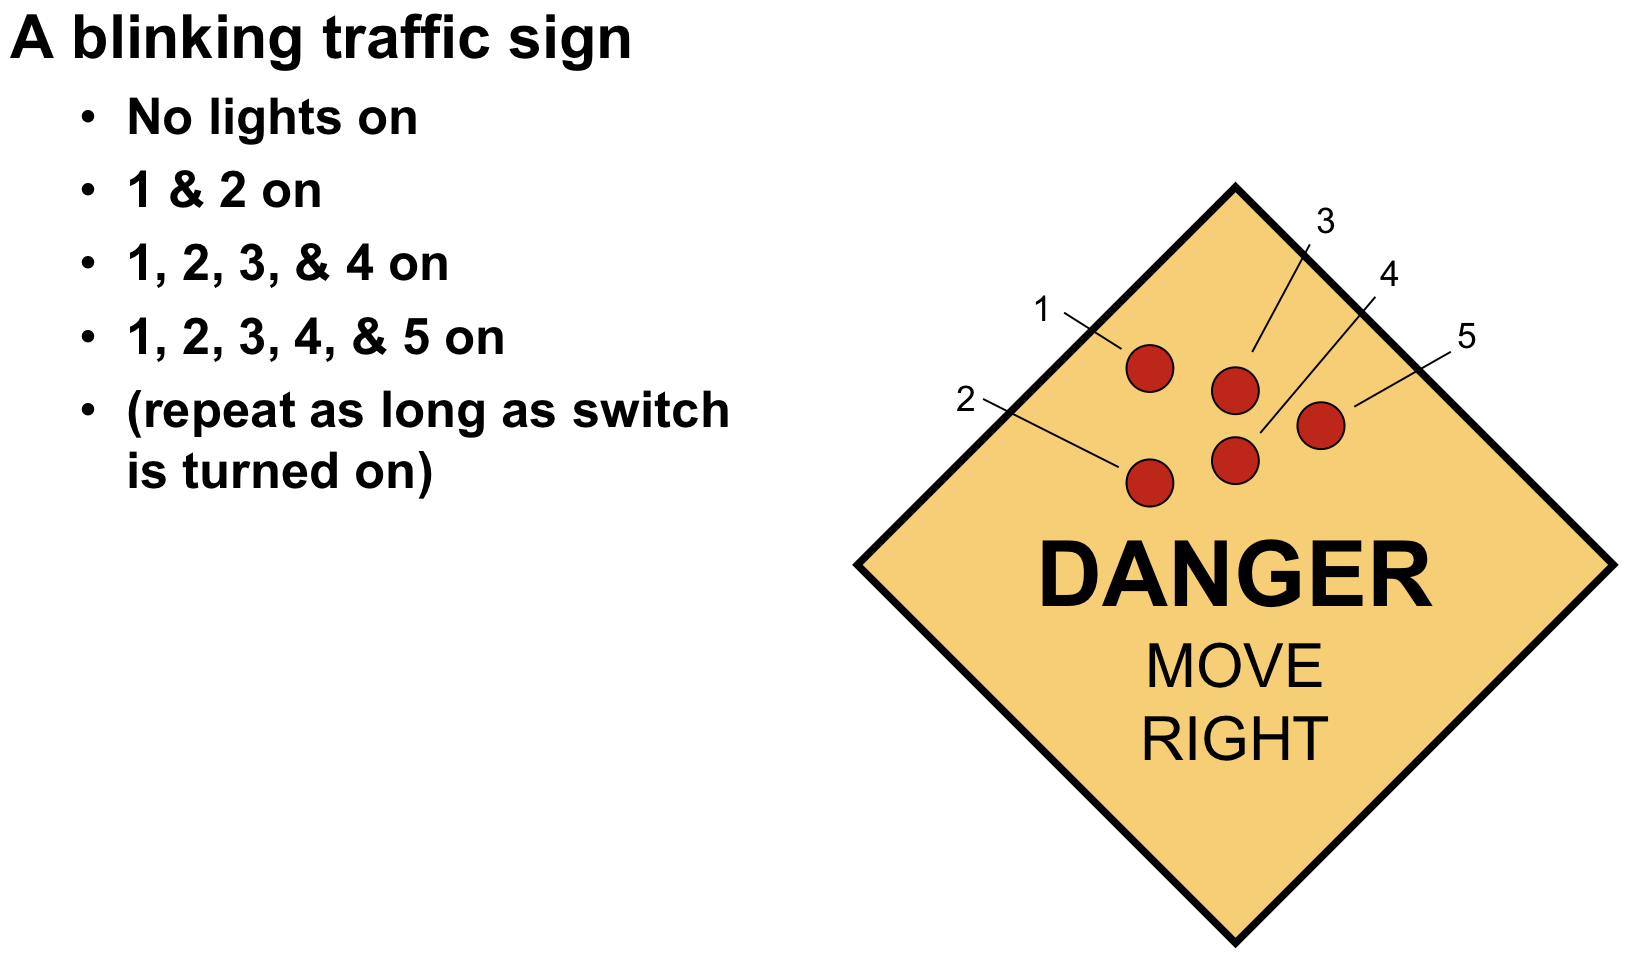 A blinking traffic sign
• No lights on
• 1 & 2 on
• 1, 2, 3, & 4 on
• 1, 2, 3, 4, & 5 on
• (repeat as long as switch
is turned on)
3
4
1
5
2
DANGER
MOVE
RIGHT